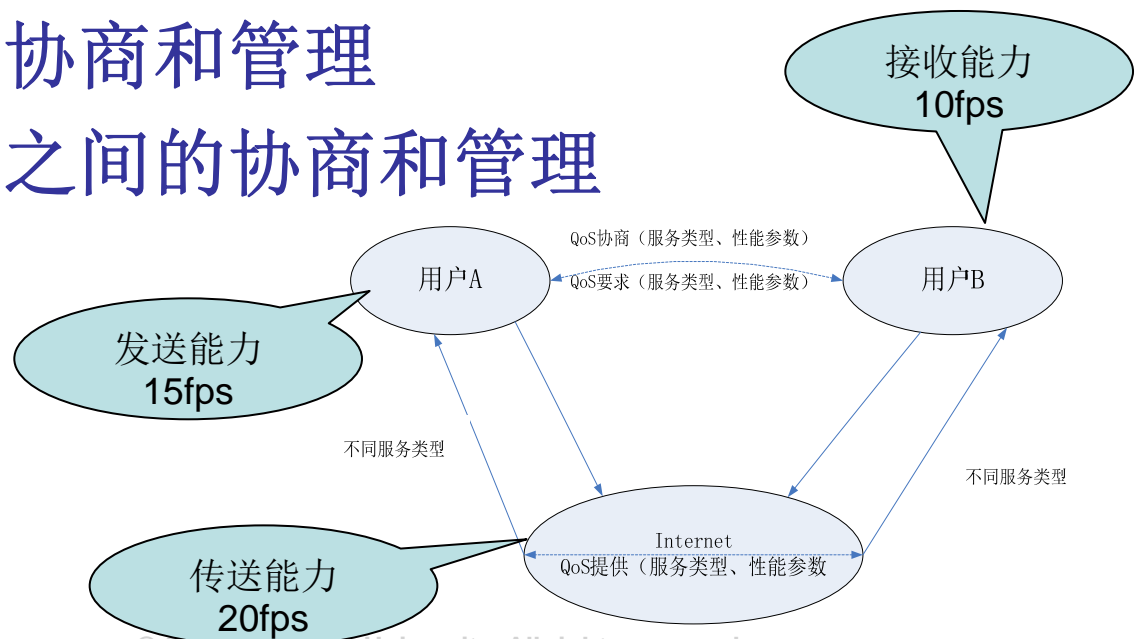 协商和管理
之间的协商和管理
接收能力
10fps
QoS协商（服务类型、性能参数）
用户A
QoS要求（服务类型、性能参数）
用户B
发送能力
15fps
不同服务类型
不同服务类型
Internet
QoS提供（服务类型、性能参数
传送能力
20fps